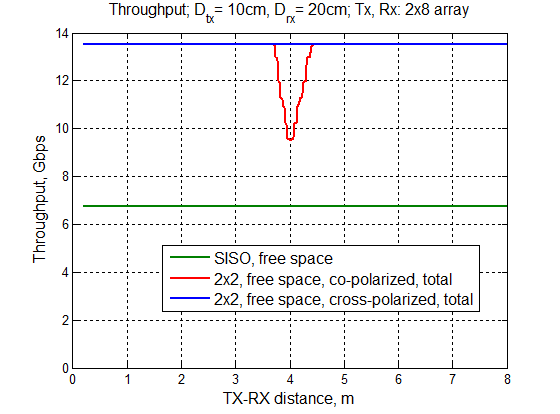 Throughput; Dtx= 10cm, Drx= 20cm; Tx, Rx: 2x8 array
14
12
10
8
6
4
2
0
Throughput, Gbps
SISO, free space
2x2, free space, co-polarized, total
2x2, free space, cross-polarized, total
0 1 2 3 4 5 6 7 8
TX-RX distance, m